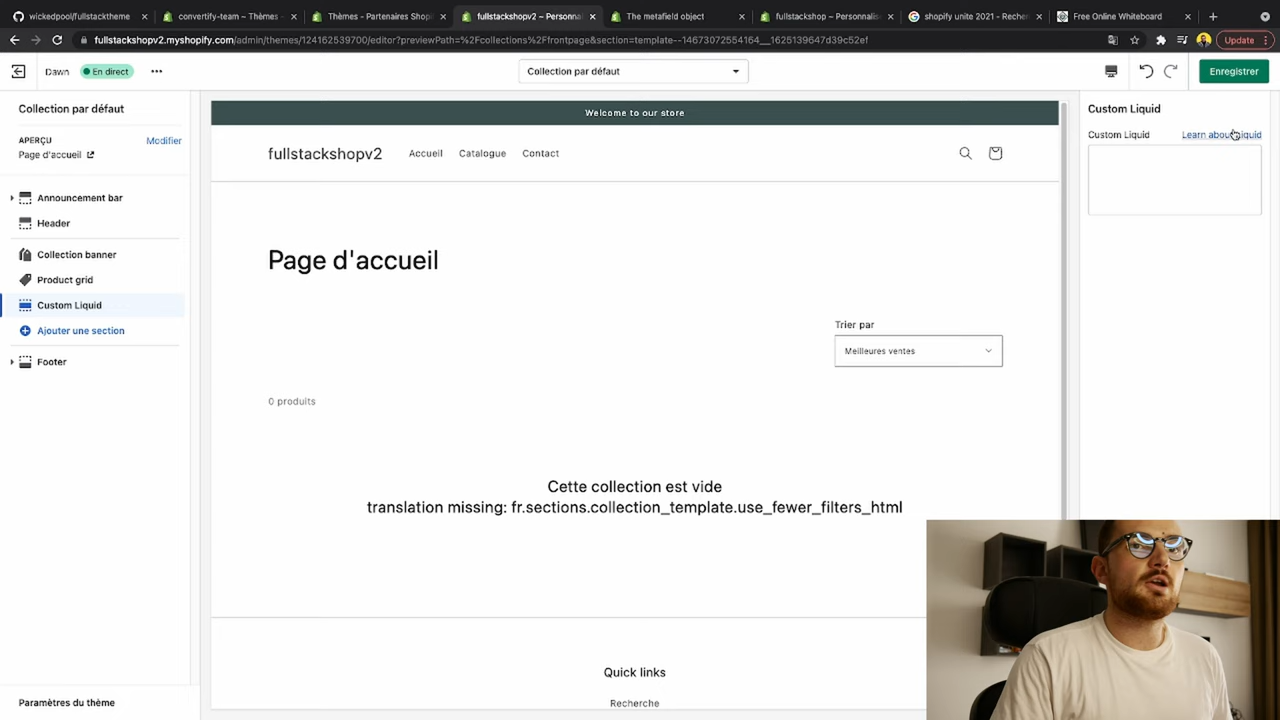 wickedpool/fullstacktheme
convertify-team ~ Thèmes ·
Thèmes - Partenaires Shopi
fullstackshopv2 ~ Personnali
The metafield object
fullstackshop ~ Personnalise
shopify unite 2021 - Recher
Free Online Whiteboard
fullstackshopv2.myshopify.com/admin/themes/124162539700/editor?previewPath=%2Fcollections%2Ffrontpage&section=template--14673072554164__1625139647d39c52ef
Update
Dawn
En direct
Collection par défaut
Enregistrer
Collection par défaut
APERÇU
Page d'accueil
Modifier
Announcement bar
Header
Collection banner
Product grid
Custom Liquid
Ajouter une section
Footer
Paramètres du thème
Welcome to our store
fullstackshopv2
Accueil
Catalogue
Contact
Page d'accueil
Trier par
Meilleures ventes
0 produits
Cette collection est vide
translation missing: fr.sections.collection_template.use_fewer_filters_html
Quick links
Recherche
Custom Liquid
Custom Liquid
Learn about Liquid